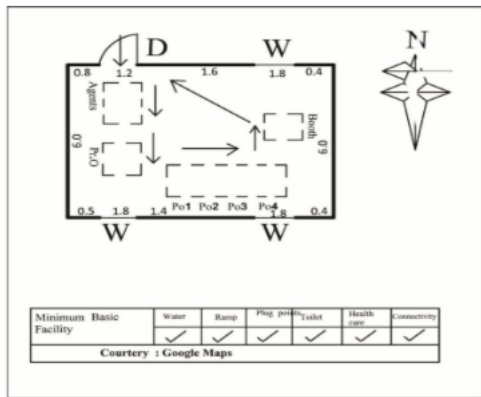 D W N
0.8 1.2 1.6 1.8 0.4
Agents
Booth
6.0 Pr.O 6.0
Po1 Po2 Po3 Po4
0.5 1.8 1.4 1.8 0.4
W W
Minimum Basic Facility Water Ramp Plug points Toilet Health care Connectivity
Courtery : Google Maps